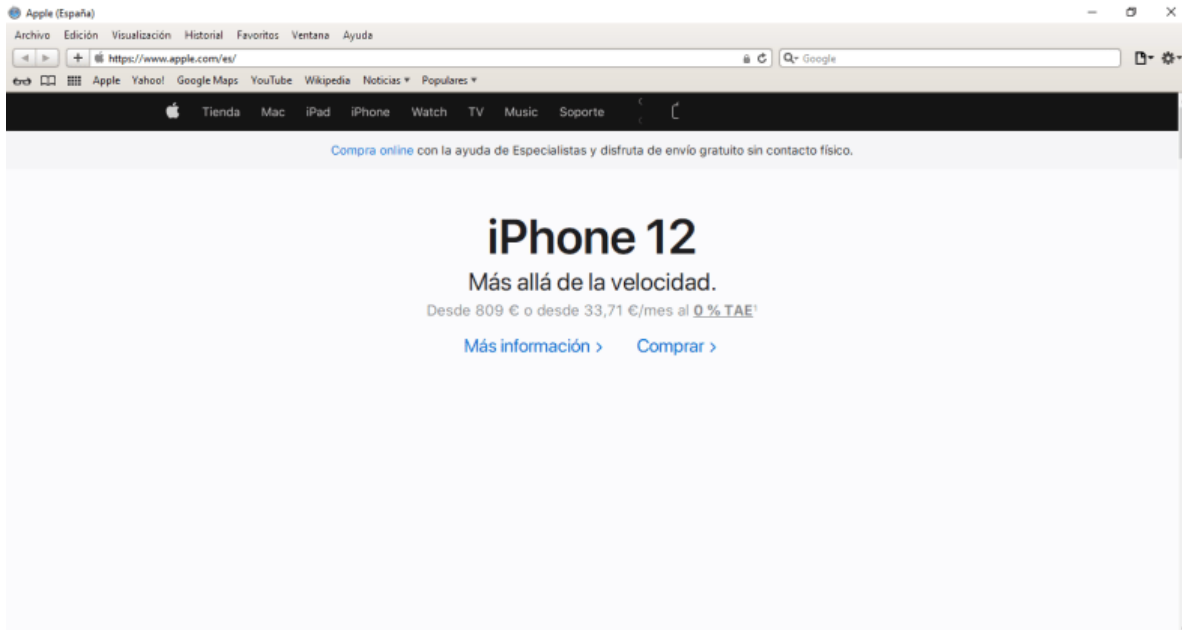 Apple (España)
Archivo Edición Visualización Historial Favoritos Ventana Ayuda
https://www.apple.com/es/ Google
Apple Yahoo! Google Maps YouTube Wikipedia Noticias Populares
Tienda Mac iPad iPhone Watch TV Music Soporte
Compra online con la ayuda de Especialistas y disfruta de envío gratuito sin contacto físico.
iPhone 12
Más allá de la velocidad.
Desde 809 € o desde 33,71 €/mes al 0 % TAE¹
Más información > Comprar >